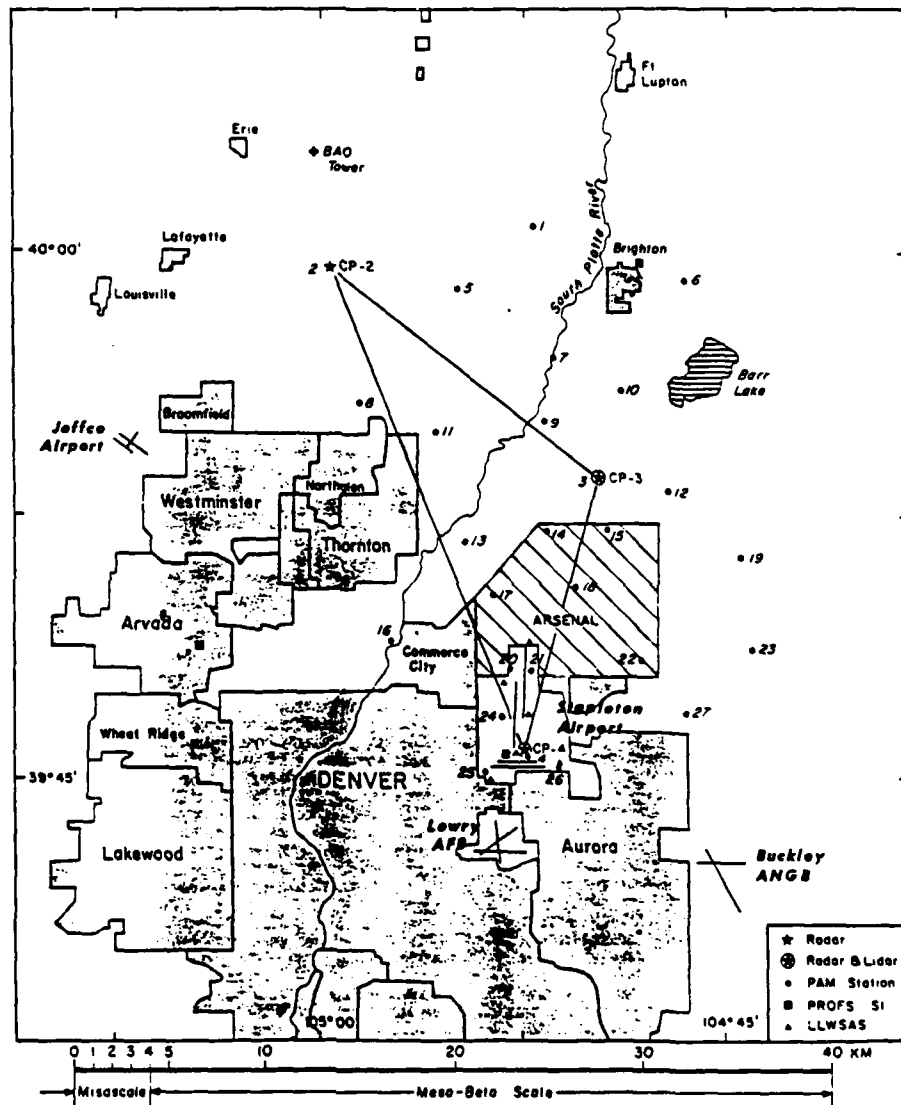 Ft
Lupton
Erie
BAO
Tower
1
South Platte River
Lafayette
40°00'
Brighton
2 CP-2
6
5
Louisville
7
Barr
Lake
10
8
Broomfield
9
11
Jeffco
Airport
3 CP-3
12
Westminster
Northglen
13
14
15
Thornton
19
18
17
ARSENAL
Arvada
16
Commerce
City
20
21
22
23
24
Stapleton
Airport
27
Wheat Ridge
39°45'
DENVER
25
26
Lowry
AFB
Aurora
Lakewood
Buckley
ANGB
Radar
Radar & Lidar
PAM Station
PROFS
LLWSAS
105°00
104°45'
0 1 2 3 4 5 10 20 30 40 KM
Misoscale
Meso-Beta Scale